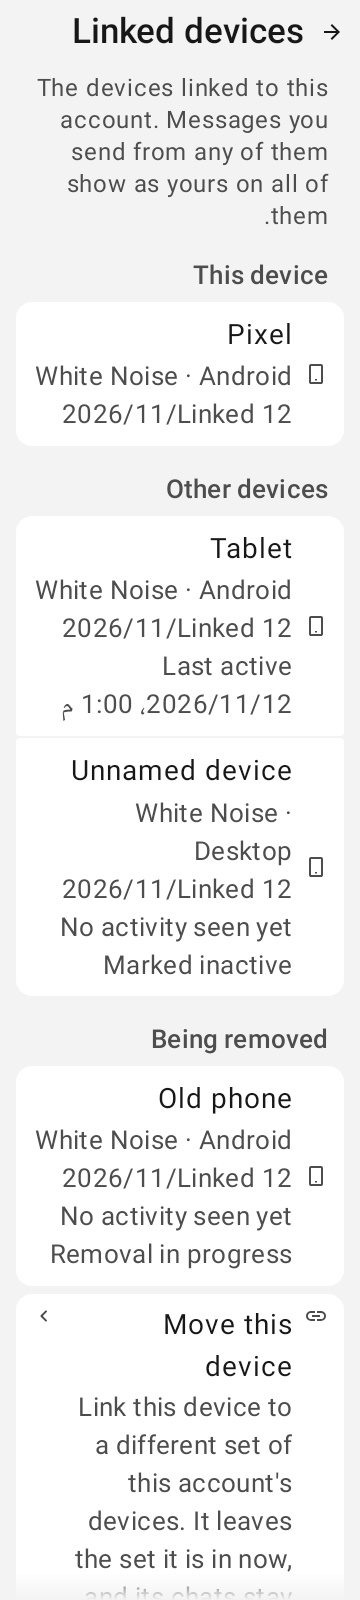 Linked devices
The devices linked to this
account. Messages you
send from any of them
show as yours on all of
.them
This device
Pixel
White Noise · Android
2026/11/Linked 12
Other devices
Tablet
White Noise · Android
2026/11/Linked 12
Last active
2026/11/12، 1:00 م
Unnamed device
White Noise ·
Desktop
2026/11/Linked 12
No activity seen yet
Marked inactive
Being removed
Old phone
White Noise · Android
2026/11/Linked 12
No activity seen yet
Removal in progress
Move this
device
Link this device to
a different set of
this account's
devices. It leaves
the set it is in now,
and its chats stay